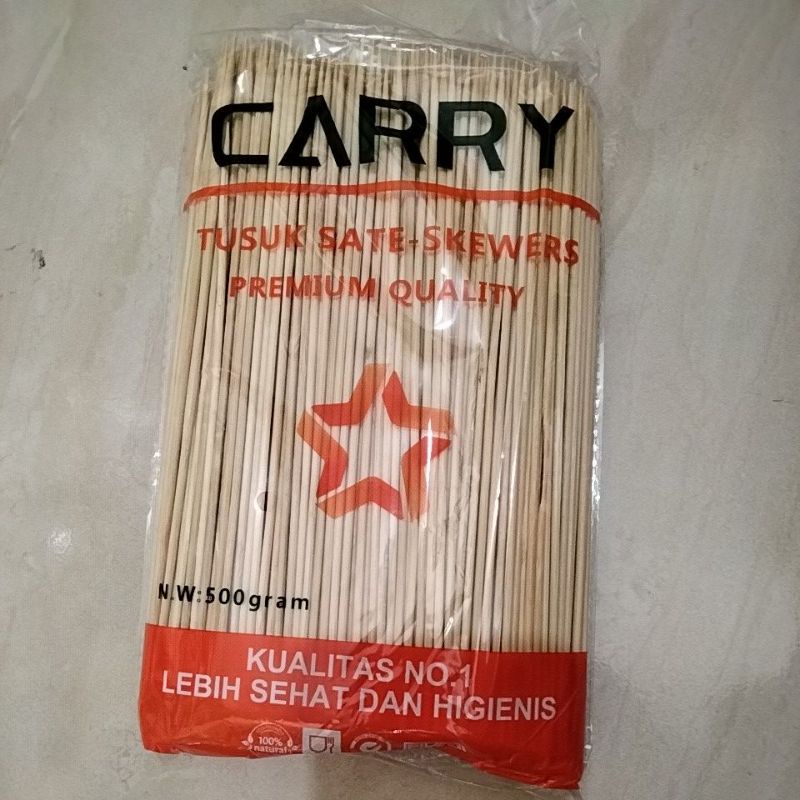 CARRY
TUSUK SATE-SKEWERS
PREMIUM QUALITY
N.W:500gram
KUALITAS NO.1
LEBIH SEHAT DAN HIGIENIS
100%
natural